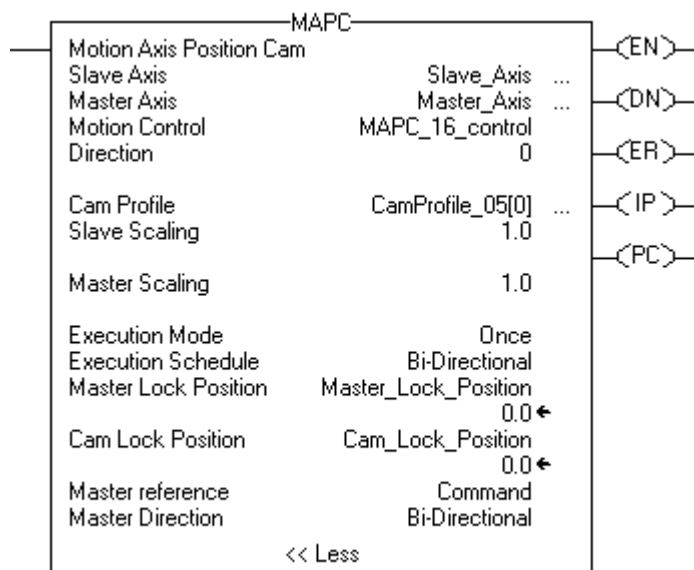 MAPC
Motion Axis Position Cam
EN
Slave Axis Slave_Axis ...
Master Axis Master_Axis ...
DN
Motion Control MAPC_16_control
Direction 0
ER
Cam Profile CamProfile_05[0] ...
IP
Slave Scaling 1.0
PC
Master Scaling 1.0
Execution Mode Once
Execution Schedule Bi-Directional
Master Lock Position Master_Lock_Position
0.0
Cam Lock Position Cam_Lock_Position
0.0
Master reference Command
Master Direction Bi-Directional
<< Less